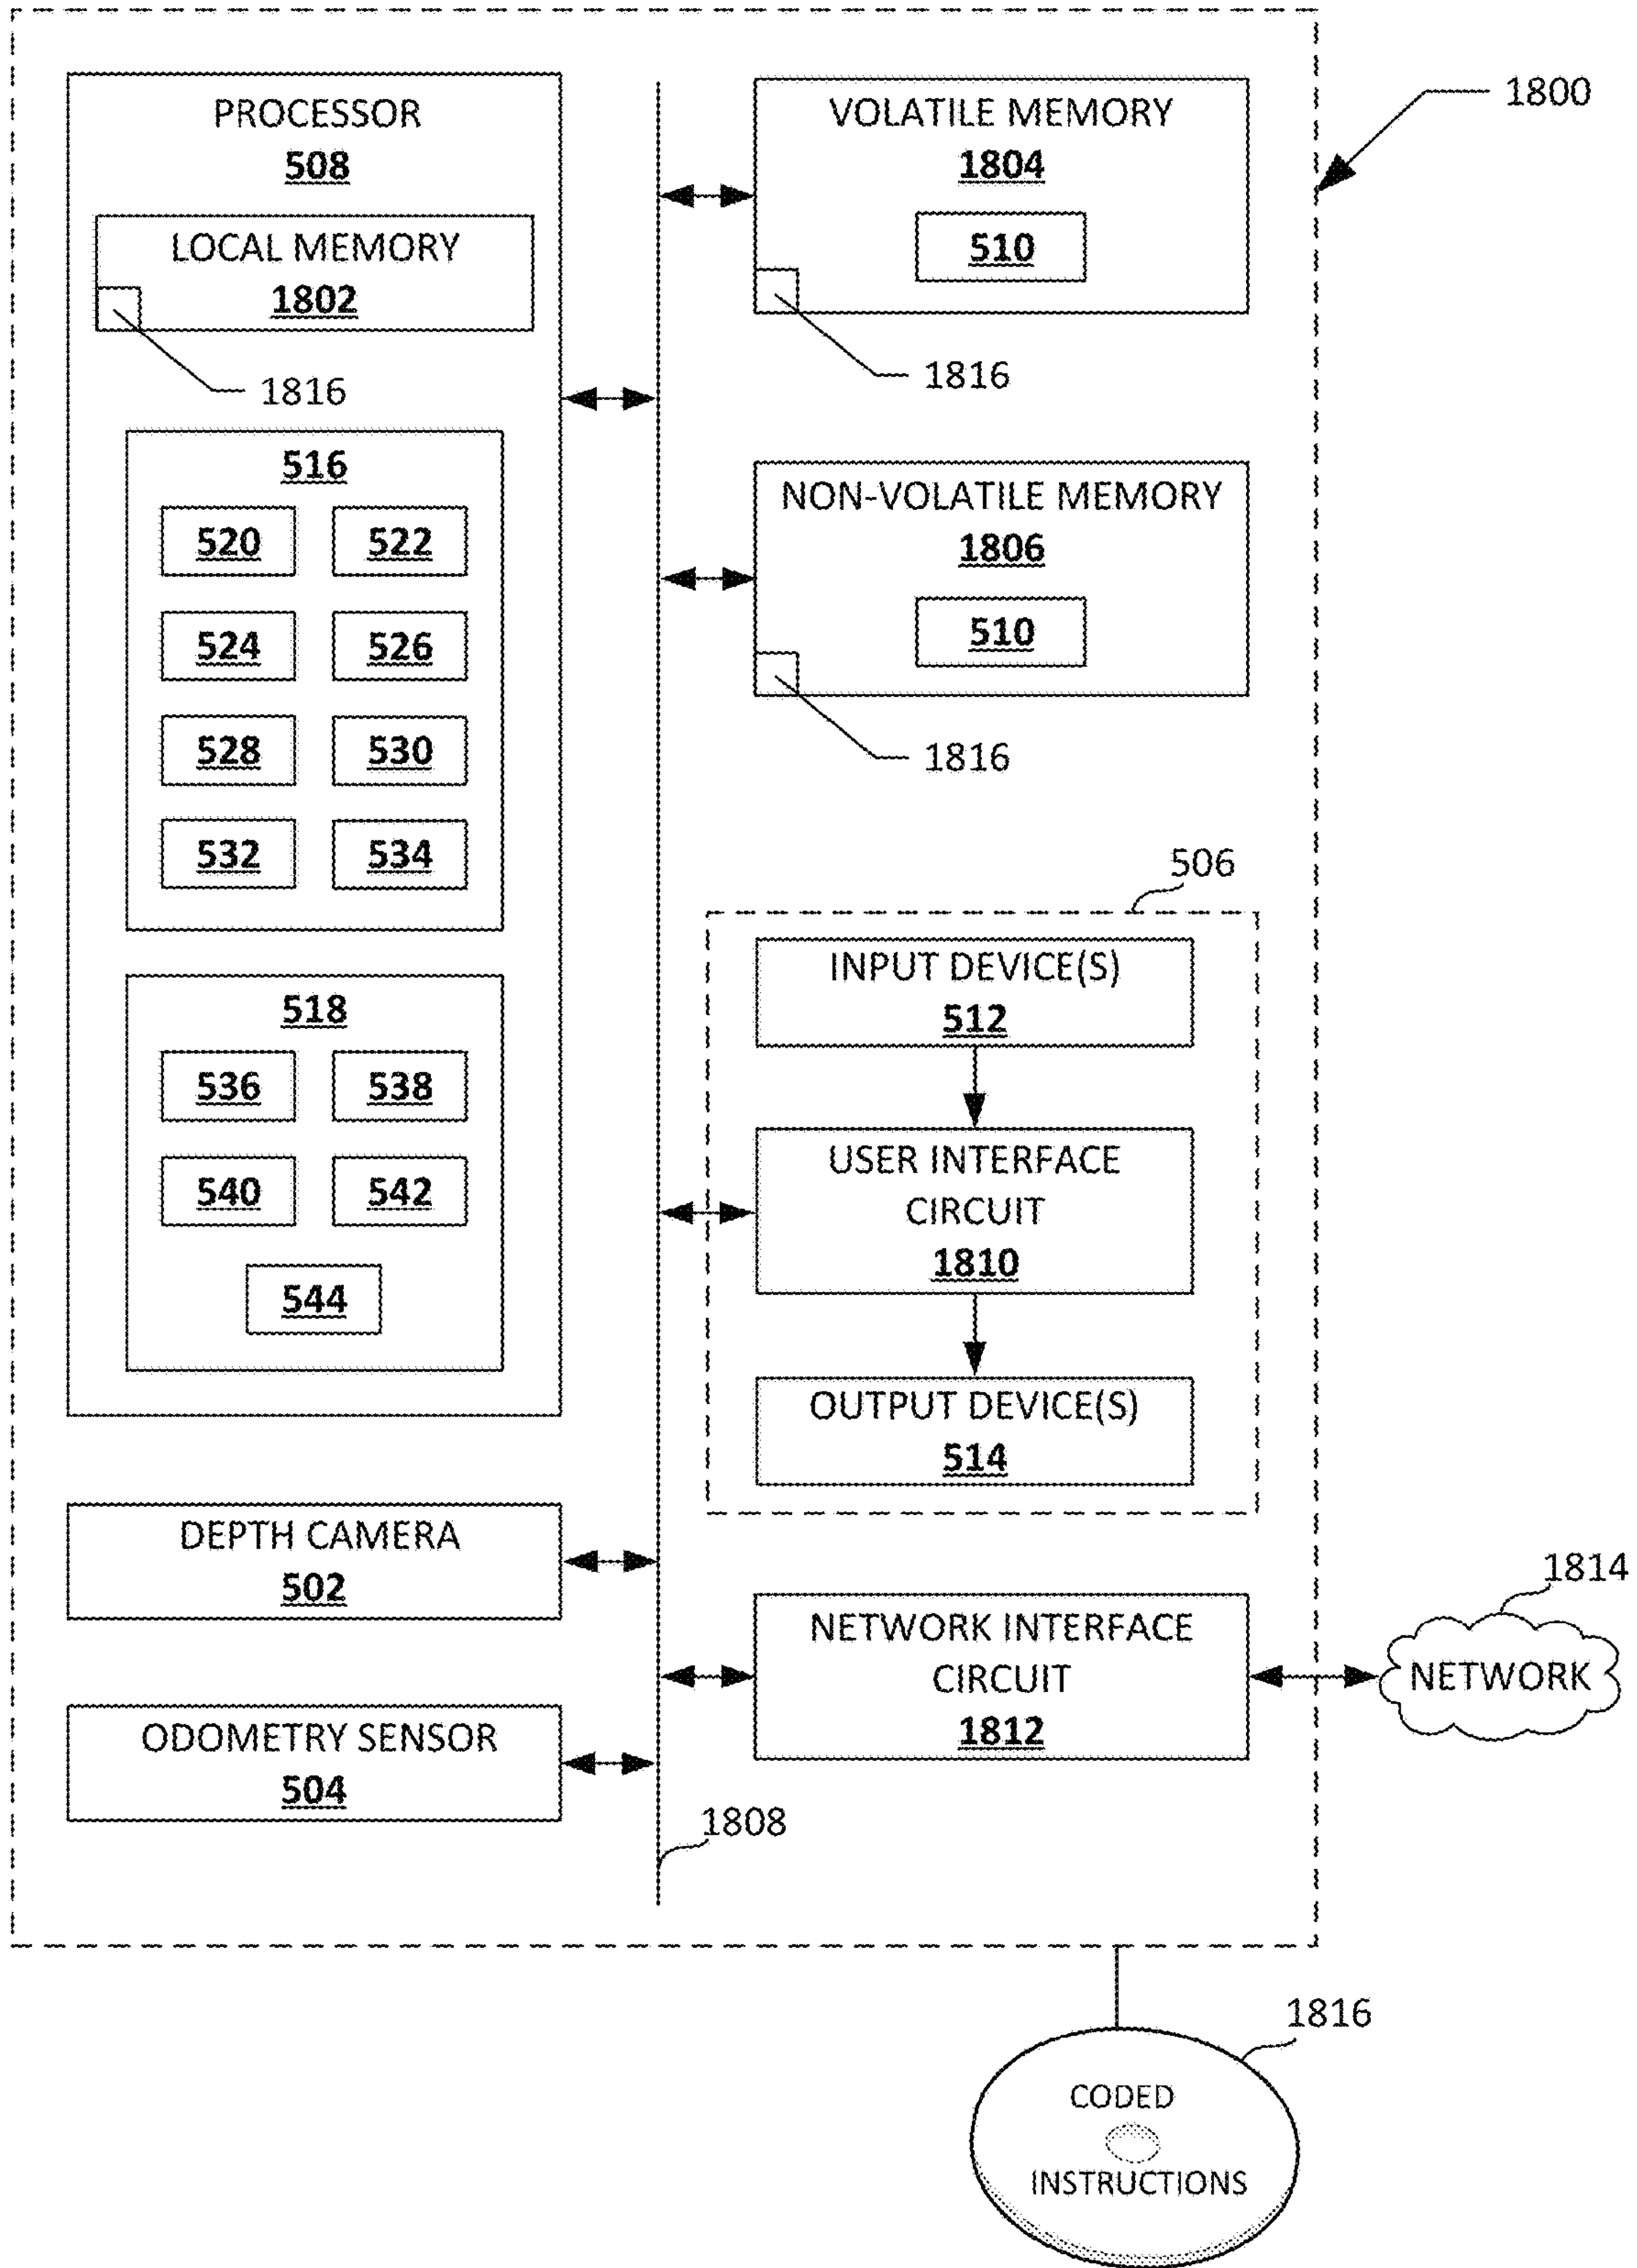 1800
PROCESSOR
508
LOCAL MEMORY
1802
1816
516
520 522
524 526
528 530
532 534
518
536 538
540 542
544
DEPTH CAMERA
502
ODOMETRY SENSOR
504
VOLATILE MEMORY
1804
510
1816
NON-VOLATILE MEMORY
1806
510
1816
506
INPUT DEVICE(S)
512
USER INTERFACE
CIRCUIT
1810
OUTPUT DEVICE(S)
514
NETWORK INTERFACE
CIRCUIT
1812
1814
NETWORK
1808
1816
CODED
INSTRUCTIONS